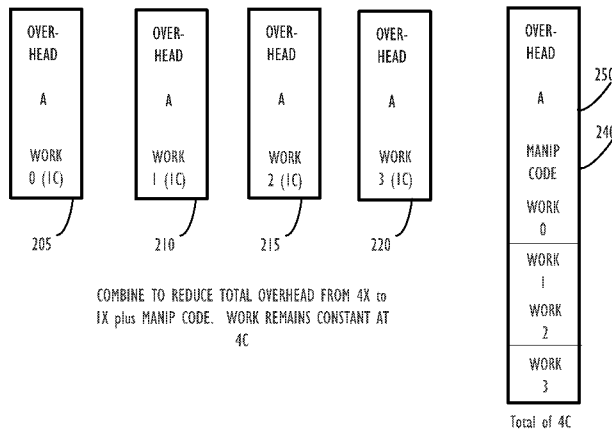 OVER-
HEAD
A
WORK
0 (1C)
205
OVER-
HEAD
A
WORK
1 (1C)
210
OVER-
HEAD
A
WORK
2 (1C)
215
OVER-
HEAD
A
WORK
3 (1C)
220
COMBINE TO REDUCE TOTAL OVERHEAD FROM 4X to
1X plus MANIP CODE. WORK REMAINS CONSTANT AT
4C
OVER-
HEAD
A
250
MANIP
CODE
240
WORK
0
WORK
1
WORK
2
WORK
3
Total of 4C